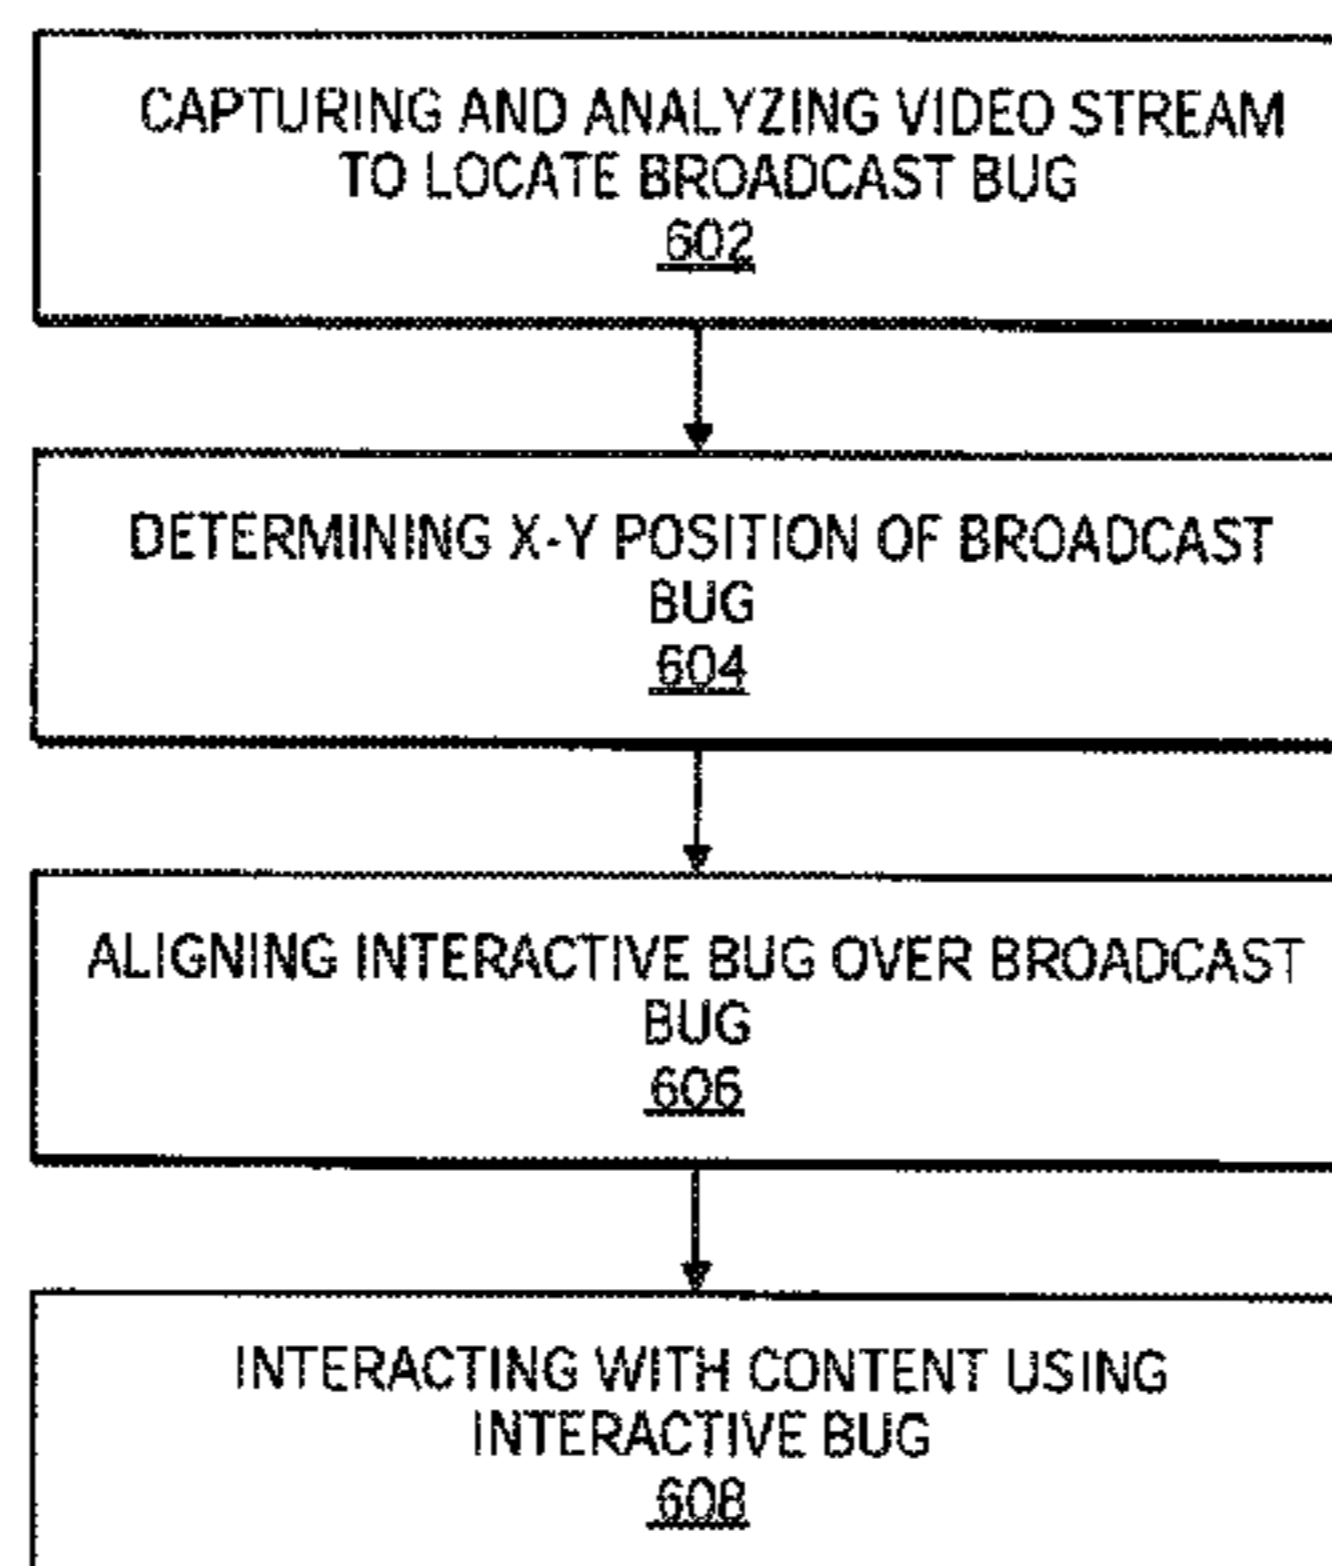 CAPTURING AND ANALYZING VIDEO STREAM
TO LOCATE BROADCAST BUG
602
DETERMINING X-Y POSITION OF BROADCAST
BUG
604
ALIGNING INTERACTIVE BUG OVER BROADCAST
BUG
606
INTERACTING WITH CONTENT USING
INTERACTIVE BUG
608